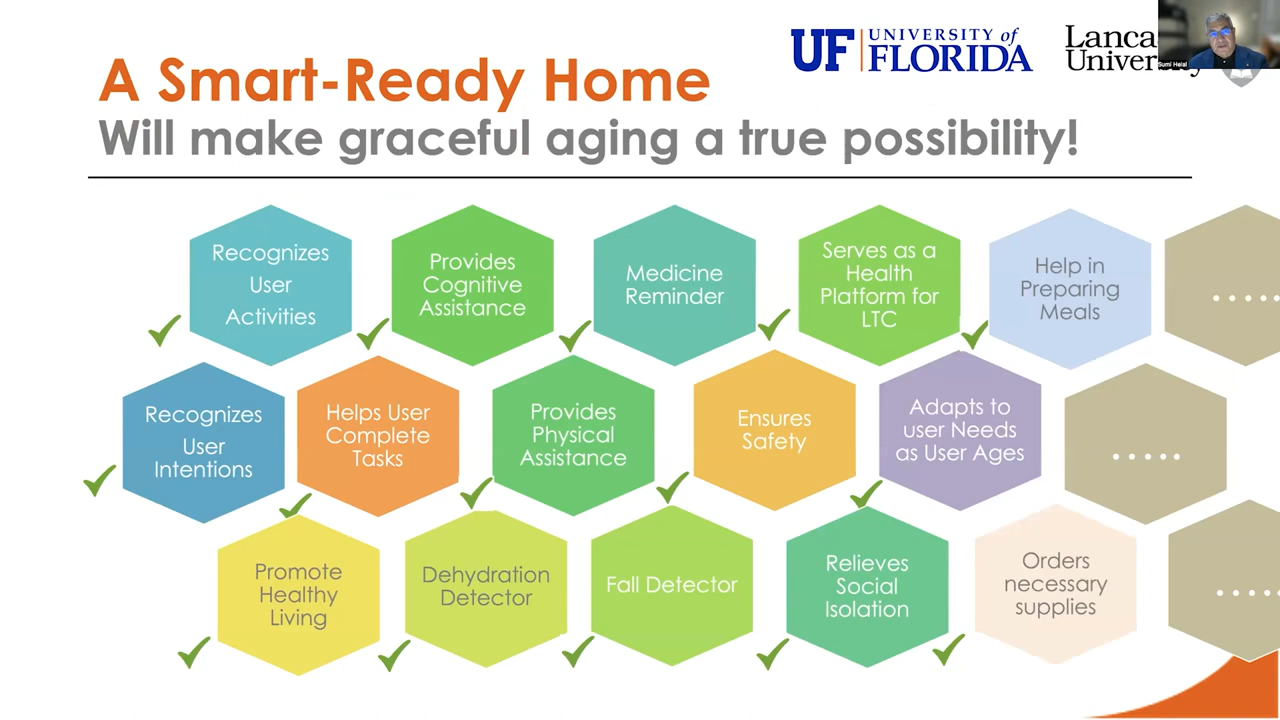 A Smart-Ready Home
Will make graceful aging a true possibility!
UF
UNIVERSITY of
FLORIDA
University
Sumi Helal
Recognizes
User
Activities
Provides
Cognitive
Assistance
Medicine
Reminder
Serves as a
Health
Platform for
LTC
Help in
Preparing
Meals
.....
Recognizes
User
Intentions
Helps User
Complete
Tasks
Provides
Physical
Assistance
Ensures
Safety
Adapts to
user Needs
as User Ages
.....
Promote
Healthy
Living
Dehydration
Detector
Fall Detector
Relieves
Social
Isolation
Orders
necessary
supplies
.....